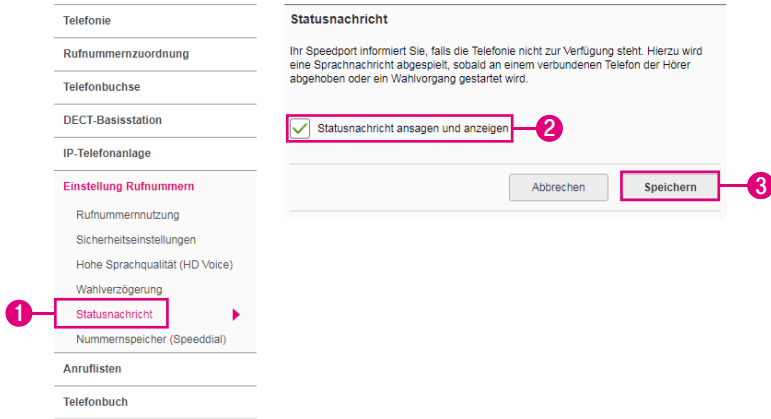 Telefonie
Rufnummernzuordnung
Telefonbuchse
DECT-Basisstation
IP-Telefonanlage
Einstellung Rufnummern
Rufnummernnutzung
Sicherheitseinstellungen
Hohe Sprachqualität (HD Voice)
Wahlverzögerung
1
Statusnachricht
Nummernspeicher (Speeddial)
Anruflisten
Telefonbuch
Statusnachricht
Ihr Speedport informiert Sie, falls die Telefonie nicht zur Verfügung steht. Hierzu wird
eine Sprachnachricht abgespielt, sobald an einem verbundenen Telefon der Hörer
abgehoben oder ein Wahlvorgang gestartet wird.
Statusnachricht ansagen und anzeigen
2
Abbrechen
Speichern
3